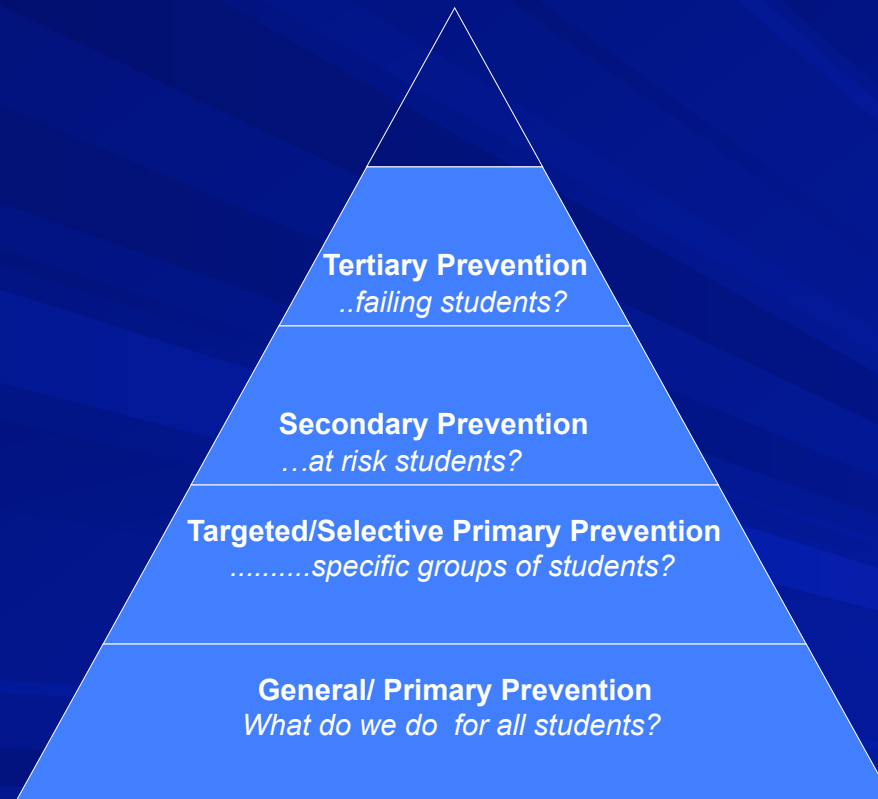 Tertiary Prevention
..failing students?
Secondary Prevention
…at risk students?
Targeted/Selective Primary Prevention
..........specific groups of students?
General/ Primary Prevention
What do we do  for all students?